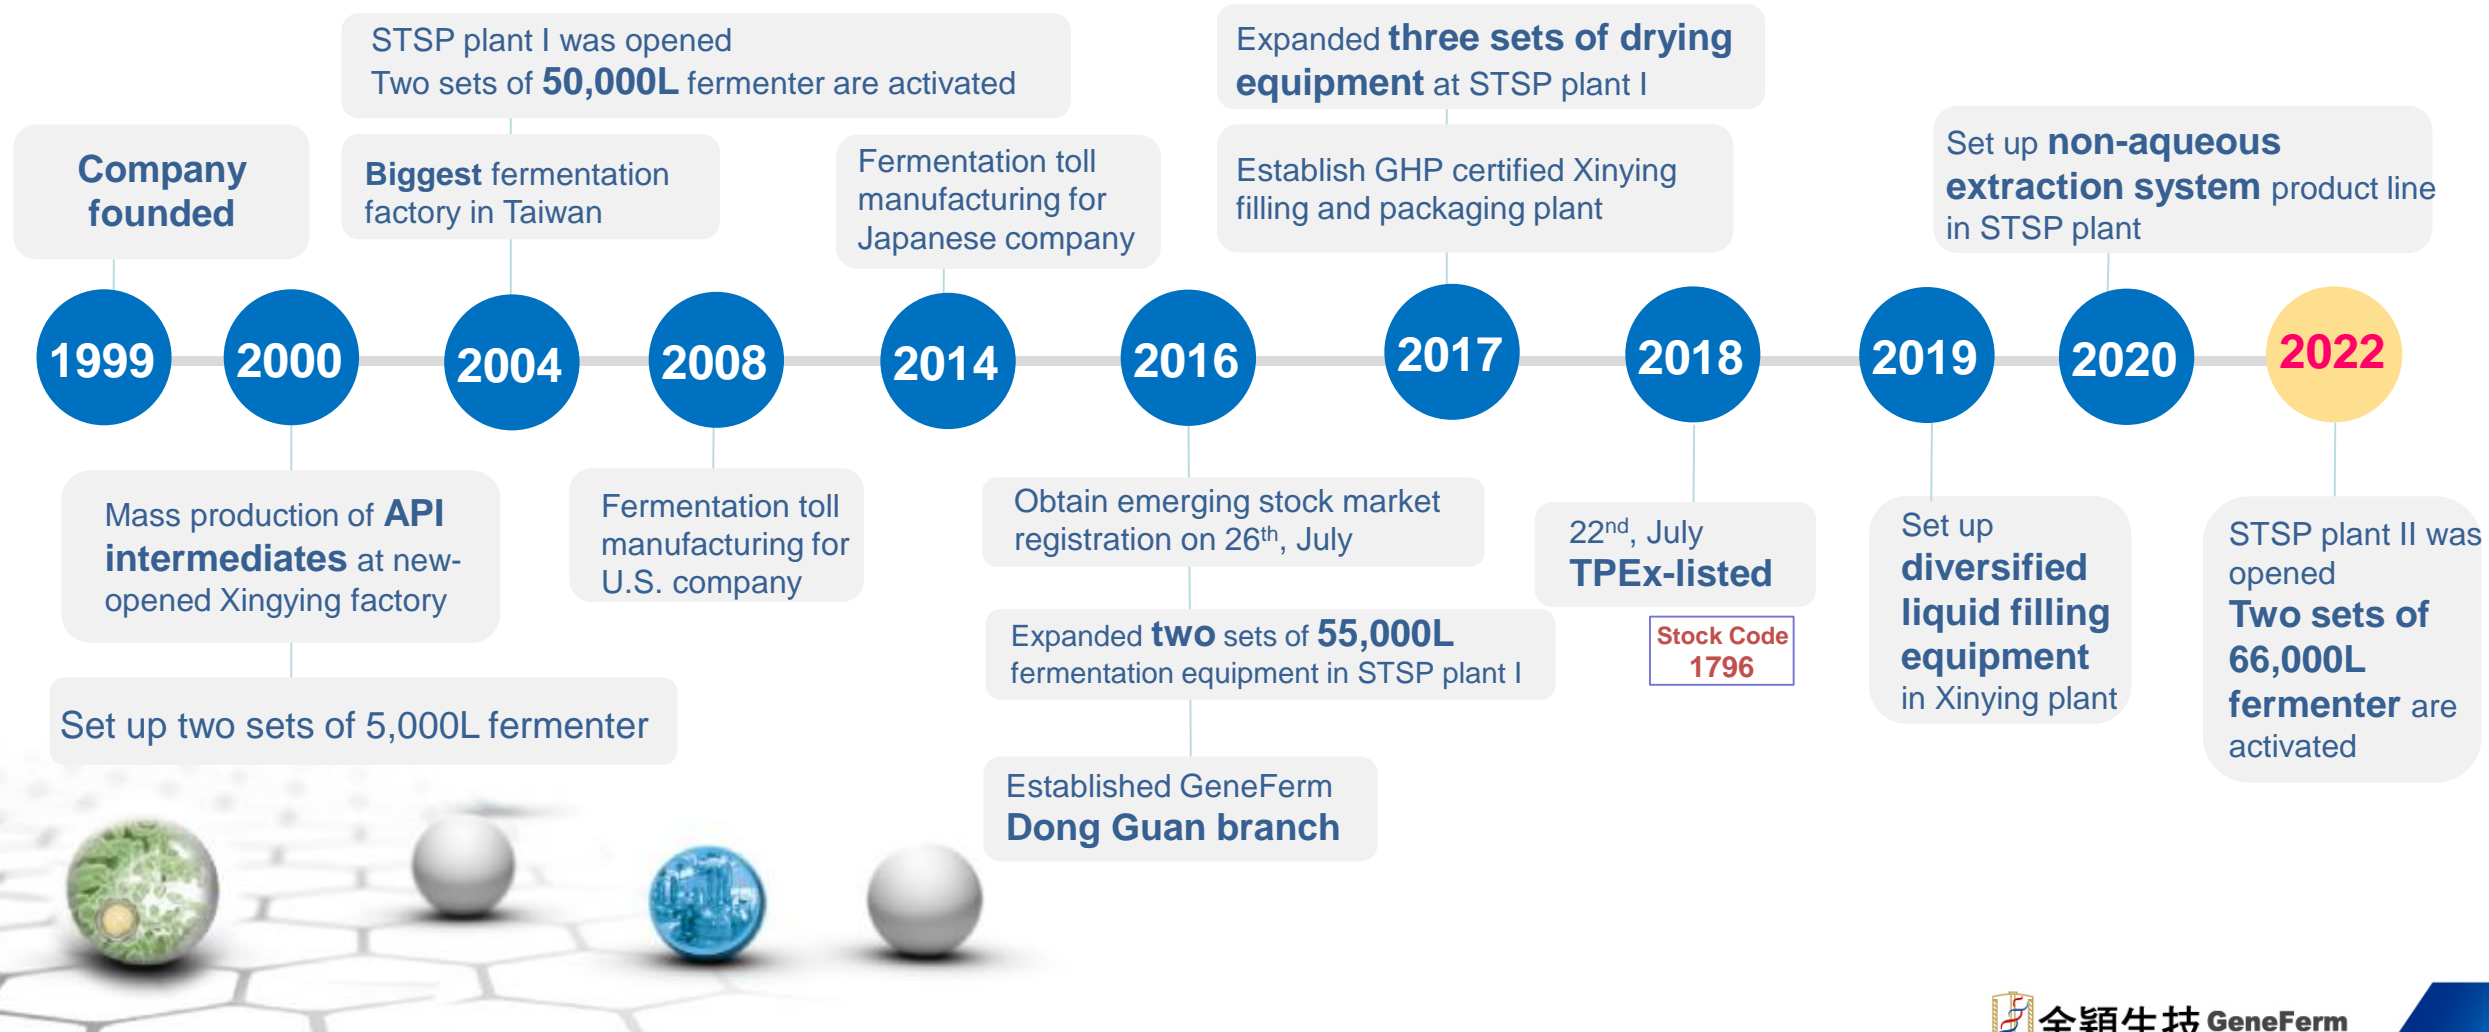 STSP plant I was opened
Two sets of 50,000L fermenter are activated
Expanded three sets of drying
equipment at STSP plant I
Company
founded
Biggest fermentation
factory in Taiwan
Fermentation toll
manufacturing for
Japanese company
Establish GHP certified Xinying
filling and packaging plant
Set up non-aqueous
extraction system product line
in STSP plant
1999
2000
2004
2008
2014
2016
2017
2018
2019
2020
2022
Mass production of API
intermediates at new-
opened Xingying factory
Set up two sets of 5,000L fermenter
Fermentation toll
manufacturing for
U.S. company
Obtain emerging stock market
registration on 26th, July
Expanded two sets of 55,000L
fermentation equipment in STSP plant I
Established GeneFerm
Dong Guan branch
22nd, July
TPEx-listed
Stock Code
1796
Set up
diversified
liquid filling
equipment
in Xinying plant
STSP plant II was
opened
Two sets of
66,000L
fermenter are
activated
全穎生技 GeneFerm